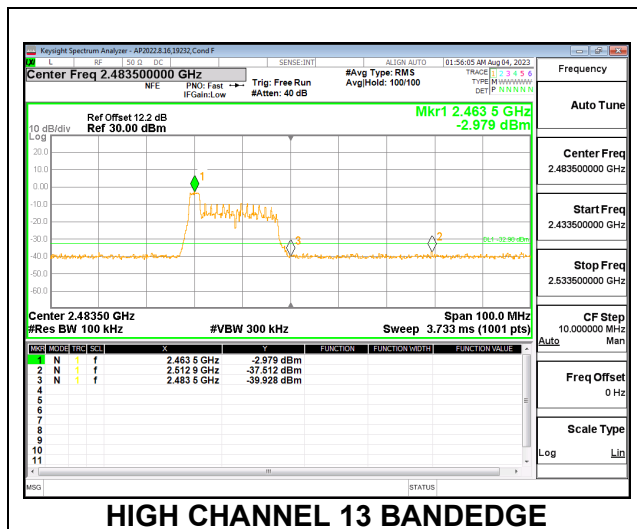 Keysight Spectrum Analyzer - AP2022.8.16,19232,Cond F
L RF 50 Ω DC SENSE:INT ALIGN AUTO 01:56:05 AM Aug 04, 2023
Center Freq 2.483500000 GHz
NFE PNO: Fast IFGain:Low
Trig: Free Run
#Atten: 40 dB
#Avg Type: RMS
Avg|Hold: 100/100
TRACE 1 2 3 4 5 6
TYPE M WWWWW
DET P N N N N N
Ref Offset 12.2 dB
Ref 30.00 dBm
10 dB/div
Log
Mkr1 2.463 5 GHz
-2.979 dBm
20.0
10.0
0.00
-10.0
-20.0
-30.0
-40.0
-50.0
-60.0
1
2
3
DL1 -32.90 dBm
Center 2.48350 GHz
#Res BW 100 kHz
#VBW 300 kHz
Span 100.0 MHz
Sweep 3.733 ms (1001 pts)
MKR MODE TRC SCL X Y FUNCTION FUNCTION WIDTH FUNCTION VALUE
1 N 1 f 2.463 5 GHz -2.979 dBm
2 N 1 f 2.512 9 GHz -37.512 dBm
3 N 1 f 2.483 5 GHz -39.928 dBm
4
5
6
7
8
9
10
11
MSG STATUS
Frequency
Auto Tune
Center Freq
2.483500000 GHz
Start Freq
2.433500000 GHz
Stop Freq
2.533500000 GHz
CF Step
10.000000 MHz
Auto Man
Freq Offset
0 Hz
Scale Type
Log Lin
HIGH CHANNEL 13 BANDEDGE